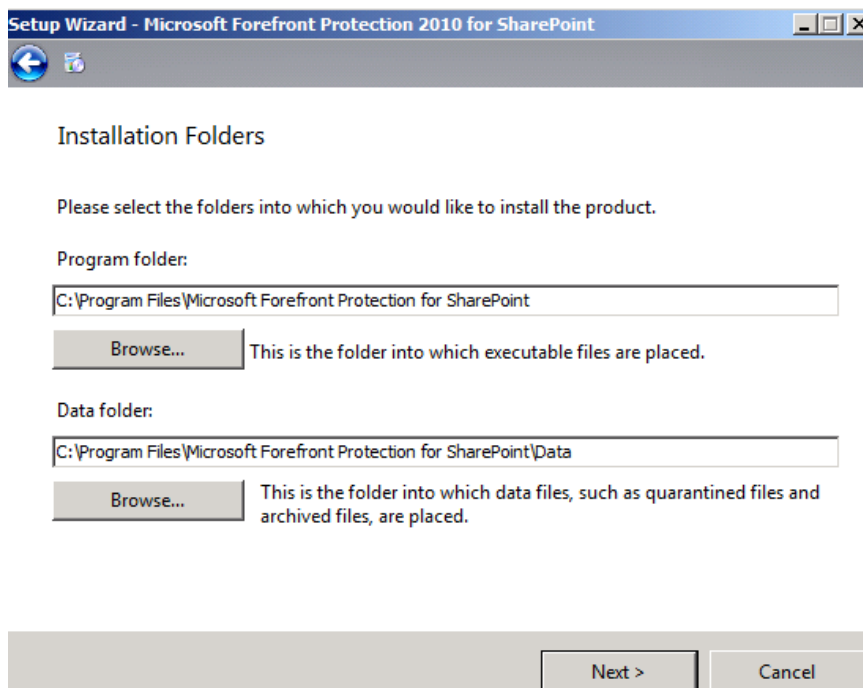 Setup Wizard - Microsoft Forefront Protection 2010 for SharePoint
Installation Folders
Please select the folders into which you would like to install the product.
Program folder:
C:\Program Files\Microsoft Forefront Protection for SharePoint
Browse...
This is the folder into which executable files are placed.
Data folder:
C:\Program Files\Microsoft Forefront Protection for SharePoint\Data
Browse...
This is the folder into which data files, such as quarantined files and
archived files, are placed.
Next >
Cancel